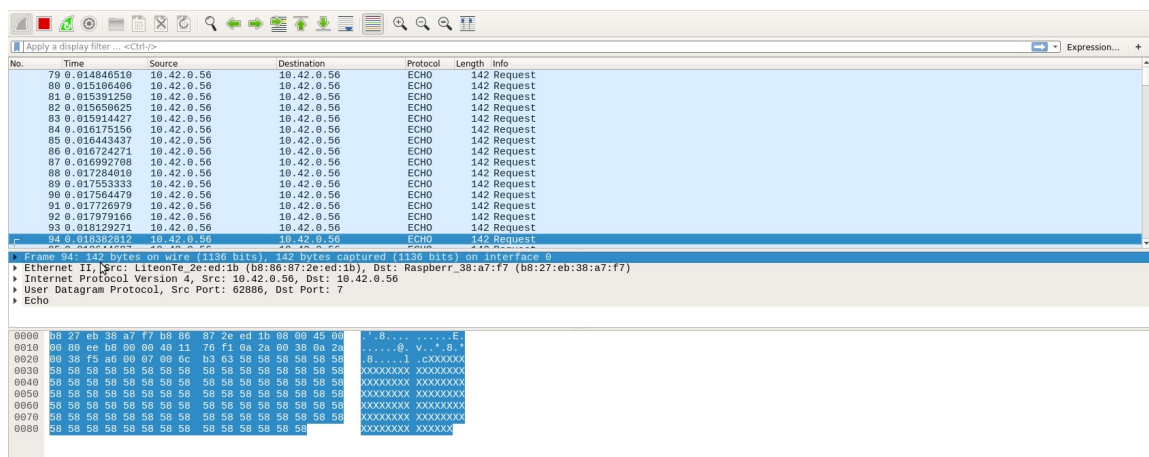 Apply a display filter ... <Ctrl-/>
Expression... +
No. Time Source Destination Protocol Length Info
79 0.014846510 10.42.0.56 10.42.0.56 ECHO 142 Request
80 0.015106406 10.42.0.56 10.42.0.56 ECHO 142 Request
81 0.015391250 10.42.0.56 10.42.0.56 ECHO 142 Request
82 0.015650625 10.42.0.56 10.42.0.56 ECHO 142 Request
83 0.015914427 10.42.0.56 10.42.0.56 ECHO 142 Request
84 0.016175156 10.42.0.56 10.42.0.56 ECHO 142 Request
85 0.016443437 10.42.0.56 10.42.0.56 ECHO 142 Request
86 0.016724271 10.42.0.56 10.42.0.56 ECHO 142 Request
87 0.016992708 10.42.0.56 10.42.0.56 ECHO 142 Request
88 0.017284010 10.42.0.56 10.42.0.56 ECHO 142 Request
89 0.017553333 10.42.0.56 10.42.0.56 ECHO 142 Request
90 0.017564479 10.42.0.56 10.42.0.56 ECHO 142 Request
91 0.017726979 10.42.0.56 10.42.0.56 ECHO 142 Request
92 0.017979166 10.42.0.56 10.42.0.56 ECHO 142 Request
93 0.018129271 10.42.0.56 10.42.0.56 ECHO 142 Request
94 0.018382812 10.42.0.56 10.42.0.56 ECHO 142 Request
Frame 94: 142 bytes on wire (1136 bits), 142 bytes captured (1136 bits) on interface 0
Ethernet II, Src: LiteonTe_2e:ed:1b (b8:86:87:2e:ed:1b), Dst: Raspberr_38:a7:f7 (b8:27:eb:38:a7:f7)
Internet Protocol Version 4, Src: 10.42.0.56, Dst: 10.42.0.56
User Datagram Protocol, Src Port: 62886, Dst Port: 7
Echo
0000 b8 27 eb 38 a7 f7 b8 86 87 2e ed 1b 08 00 45 00 .'.8.... ......E.
0010 00 80 ee b8 00 00 40 11 76 f1 0a 2a 00 38 0a 2a ......@. v..*.8.*
0020 00 38 f5 a6 00 07 00 6c b3 63 58 58 58 58 58 58 .8.....l .cXXXXXX
0030 58 58 58 58 58 58 58 58 58 58 58 58 58 58 58 58 XXXXXXXX XXXXXXXX
0040 58 58 58 58 58 58 58 58 58 58 58 58 58 58 58 58 XXXXXXXX XXXXXXXX
0050 58 58 58 58 58 58 58 58 58 58 58 58 58 58 58 58 XXXXXXXX XXXXXXXX
0060 58 58 58 58 58 58 58 58 58 58 58 58 58 58 58 58 XXXXXXXX XXXXXXXX
0070 58 58 58 58 58 58 58 58 58 58 58 58 58 58 58 58 XXXXXXXX XXXXXXXX
0080 58 58 58 58 58 58 58 58 58 58 58 58 58 58 XXXXXXXX XXXXXX